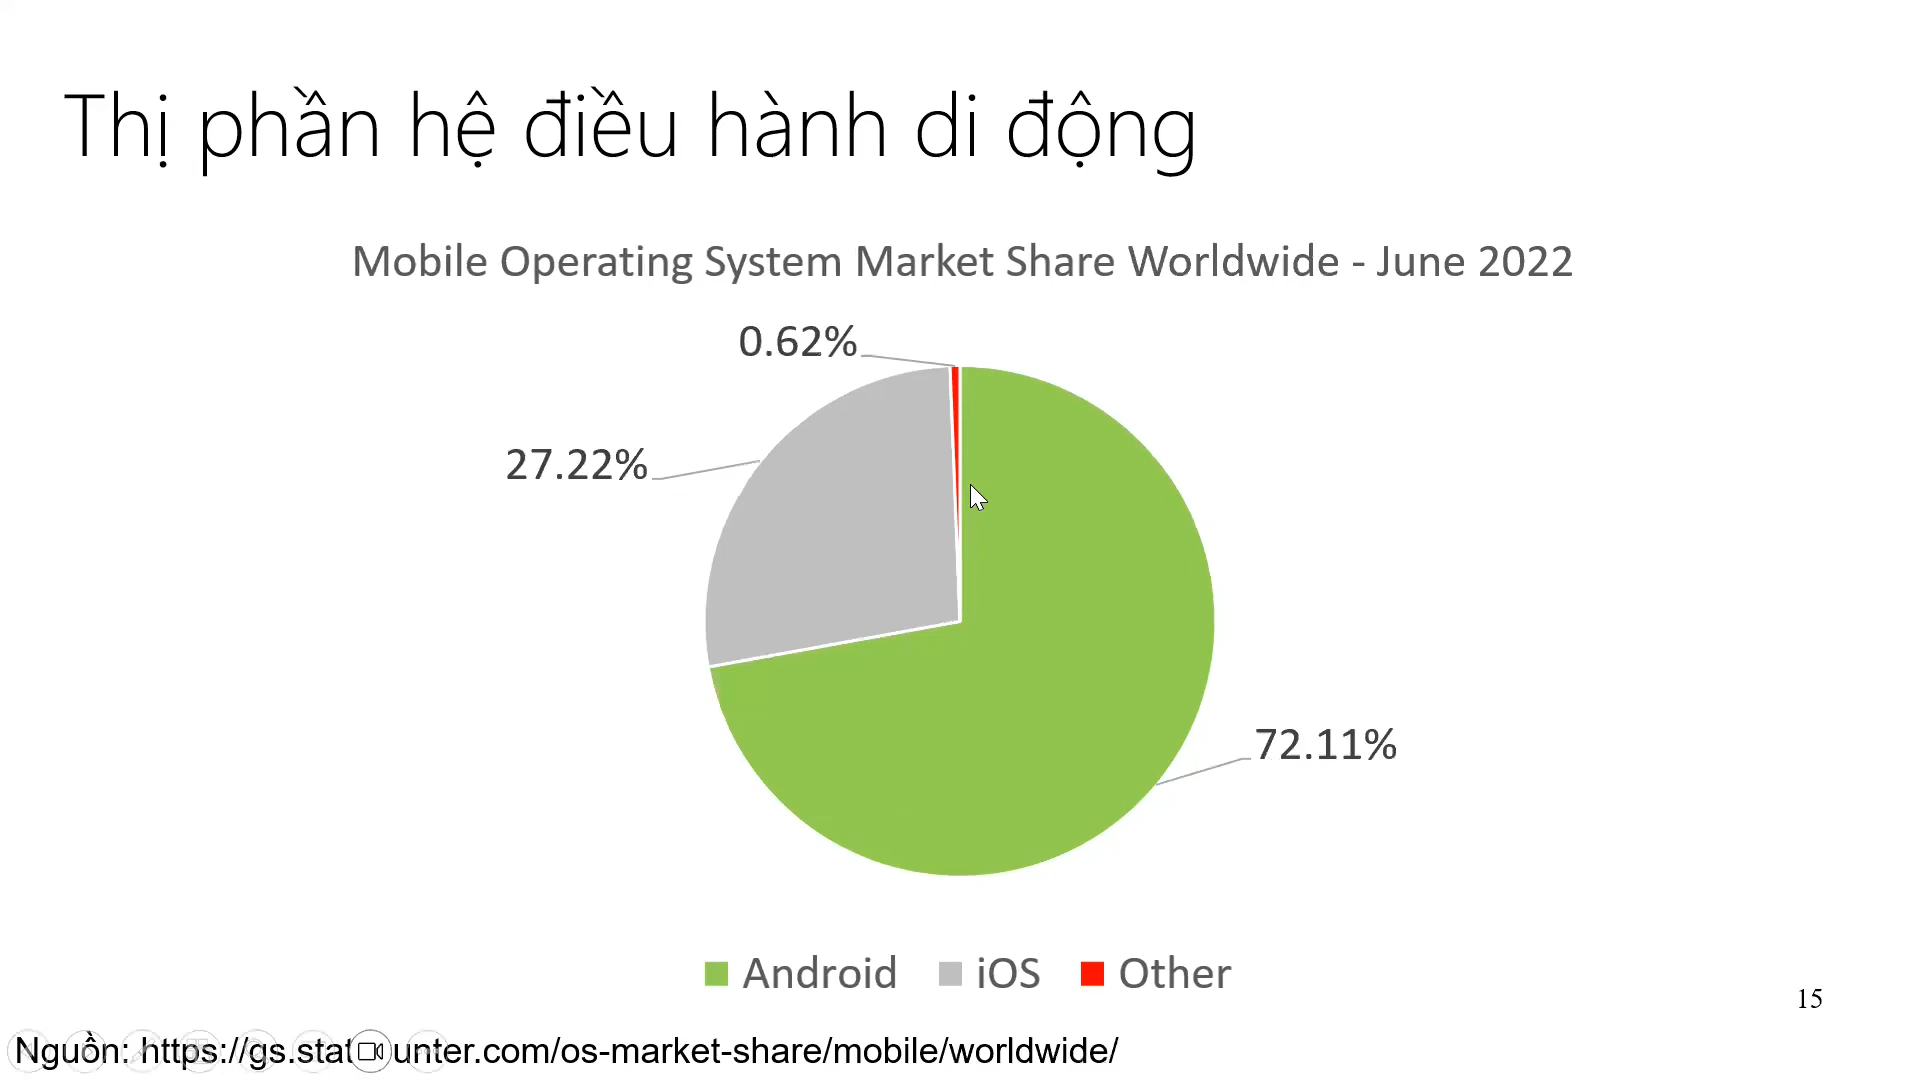 Thị phần hệ điều hành di động
Mobile Operating System Market Share Worldwide - June 2022
0.62%
27.22%
72.11%
Android iOS Other
15
Nguồn: https://gs.stat unter.com/os-market-share/mobile/worldwide/